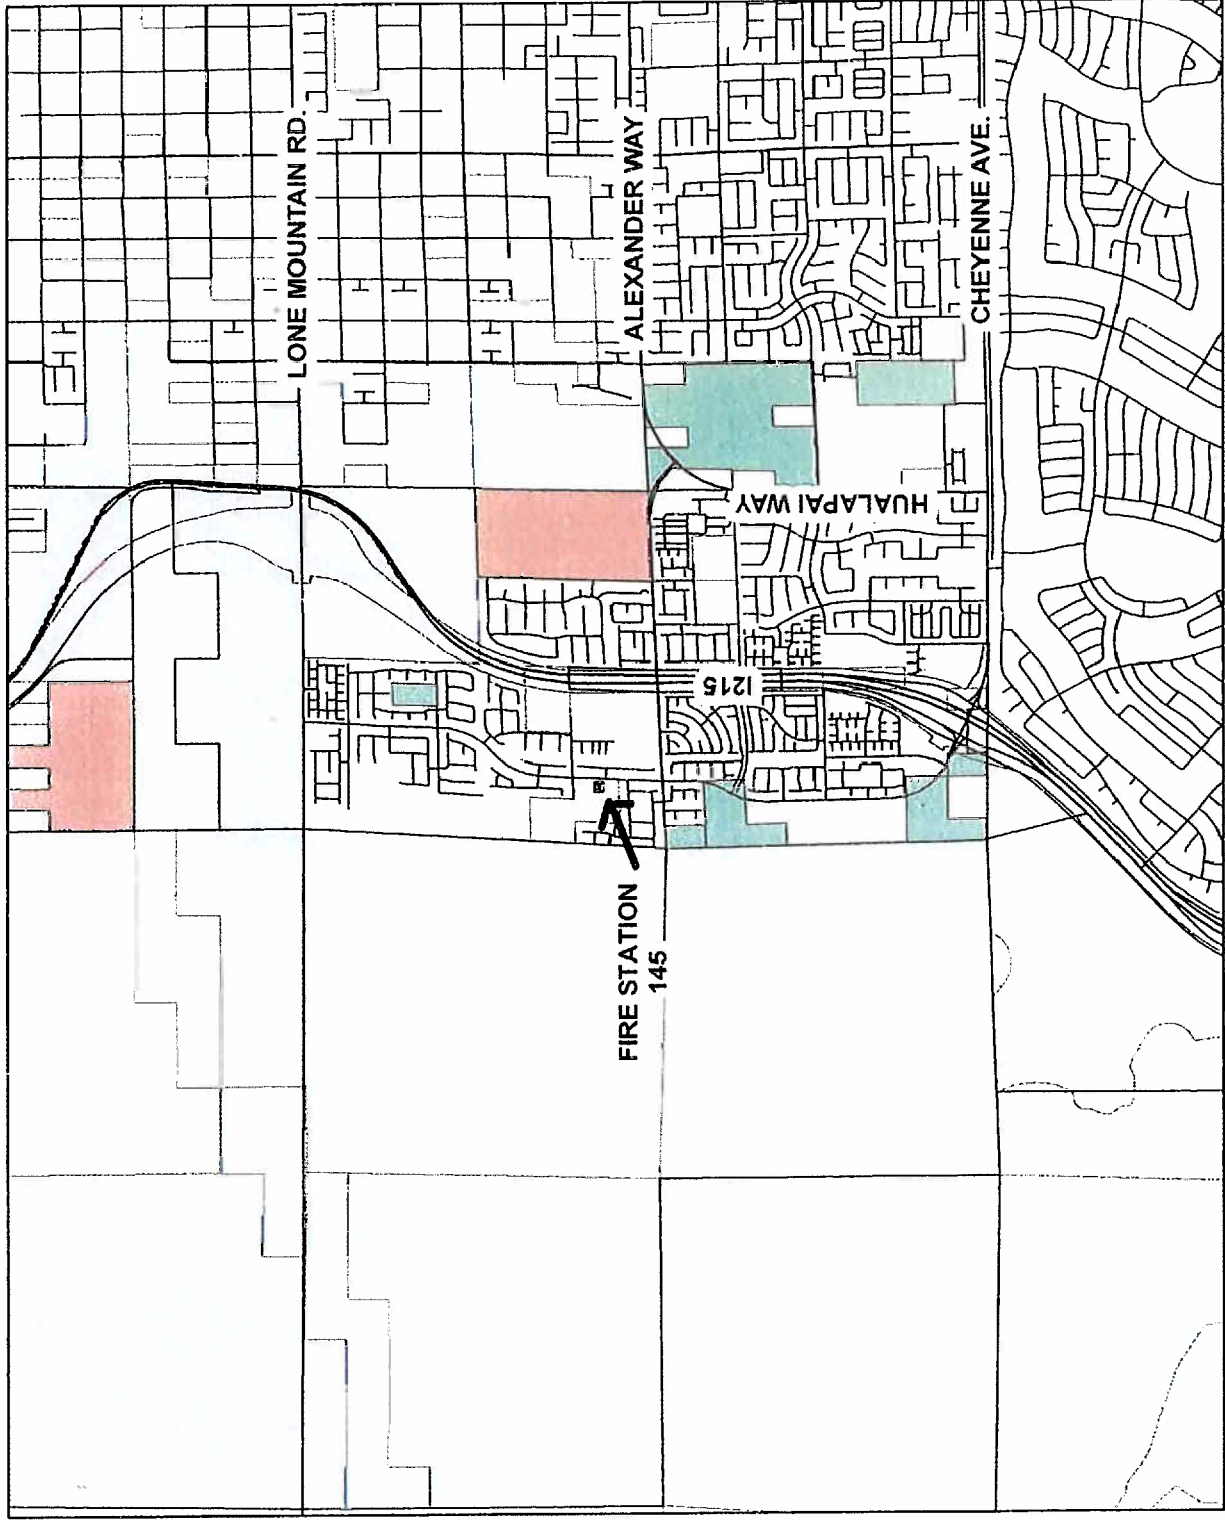 LONE MOUNTAIN RD.
ALEXANDER WAY
CHEYENNE AVE.
HUALAPAI WAY
I215
FIRE STATION
145